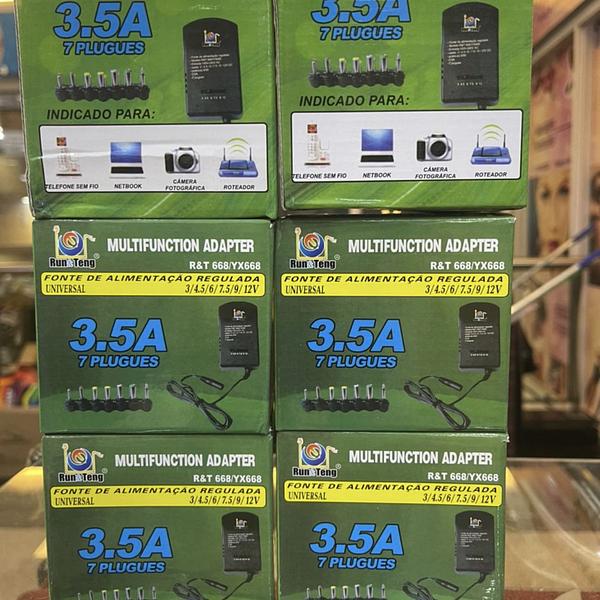 3.5A
7 PLUGUES
INDICADO PARA:
TELEFONE SEM FIO
NETBOOK
CÂMERA
FOTOGRÁFICA
ROTEADOR
3.5A
7 PLUGUES
INDICADO PARA:
TELEFONE SEM FIO
NETBOOK
CÂMERA
FOTOGRÁFICA
ROTEADOR
Run&Teng
MULTIFUNCTION ADAPTER
R&T 668/YX668
FONTE DE ALIMENTAÇÃO REGULADA
UNIVERSAL 3/4.5/6/7.5/9/12V
3.5A
7 PLUGUES
Run&Teng
MULTIFUNCTION ADAPTER
R&T 668/YX668
FONTE DE ALIMENTAÇÃO REGULADA
UNIVERSAL 3/4.5/6/7.5/9/12V
3.5A
7 PLUGUES
Run&Teng
MULTIFUNCTION ADAPTER
R&T 668/YX668
FONTE DE ALIMENTAÇÃO REGULADA
UNIVERSAL 3/4.5/6/7.5/9/12V
3.5A
7 PLUGUES
Run&Teng
MULTIFUNCTION ADAPTER
R&T 668/YX668
FONTE DE ALIMENTAÇÃO REGULADA
UNIVERSAL 3/4.5/6/7.5/9/12V
3.5A
7 PLUGUES